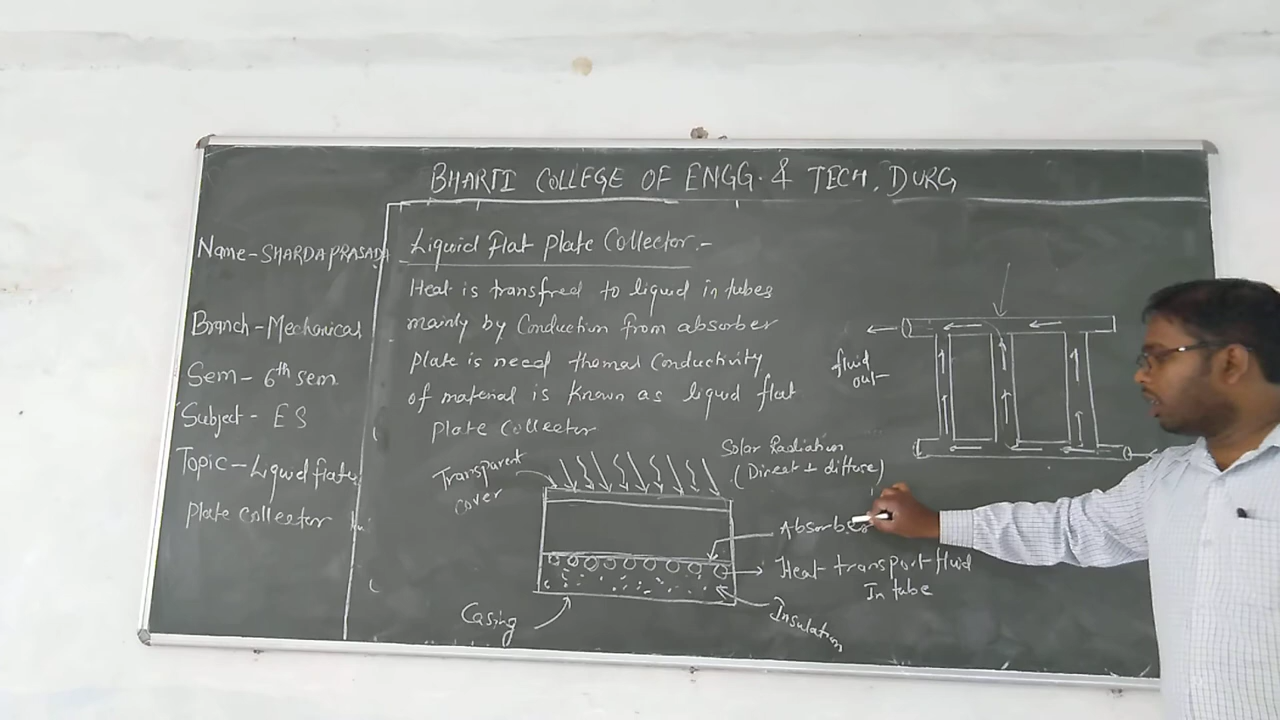 BHARTI COLLEGE OF ENGG. & TECH, DURG
Name - SHARDA PRASADA
Branch - Mechanical
Sem - 6th sem
Subject - ES
Topic - Liquid flat
Plate collector
Liquid Flat Plate Collector :-
Heat is transfred to liquid in tubes
mainly by Conduction from absorber
Plate is need thermal Conductivity
of material is known as liquid flat
Plate Collector
Transparent
cover
Solar Radiation
(Direct + diffuse)
Absorber
Heat transport fluid
In tube
Insulation
Casing
fluid
out